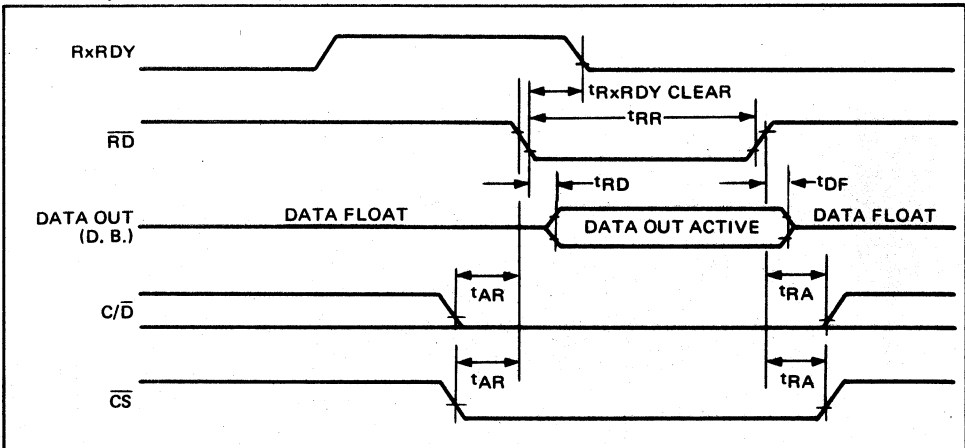 RxRDY
tRxRDY CLEAR
tRR
RD
tRD
tDF
DATA OUT
(D. B.)
DATA FLOAT
DATA OUT ACTIVE
DATA FLOAT
tAR
tRA
C/D
tAR
tRA
CS